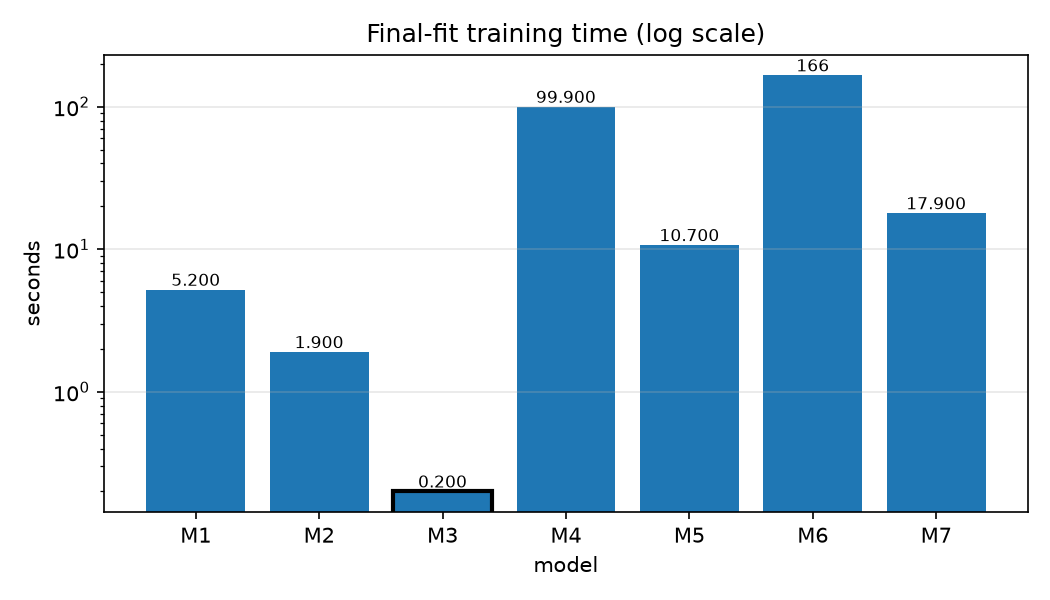 Final-fit training time (log scale)
166
99.900
17.900
10.700
5.200
1.900
0.200
10²
10¹
10⁰
seconds
M1 M2 M3 M4 M5 M6 M7
model